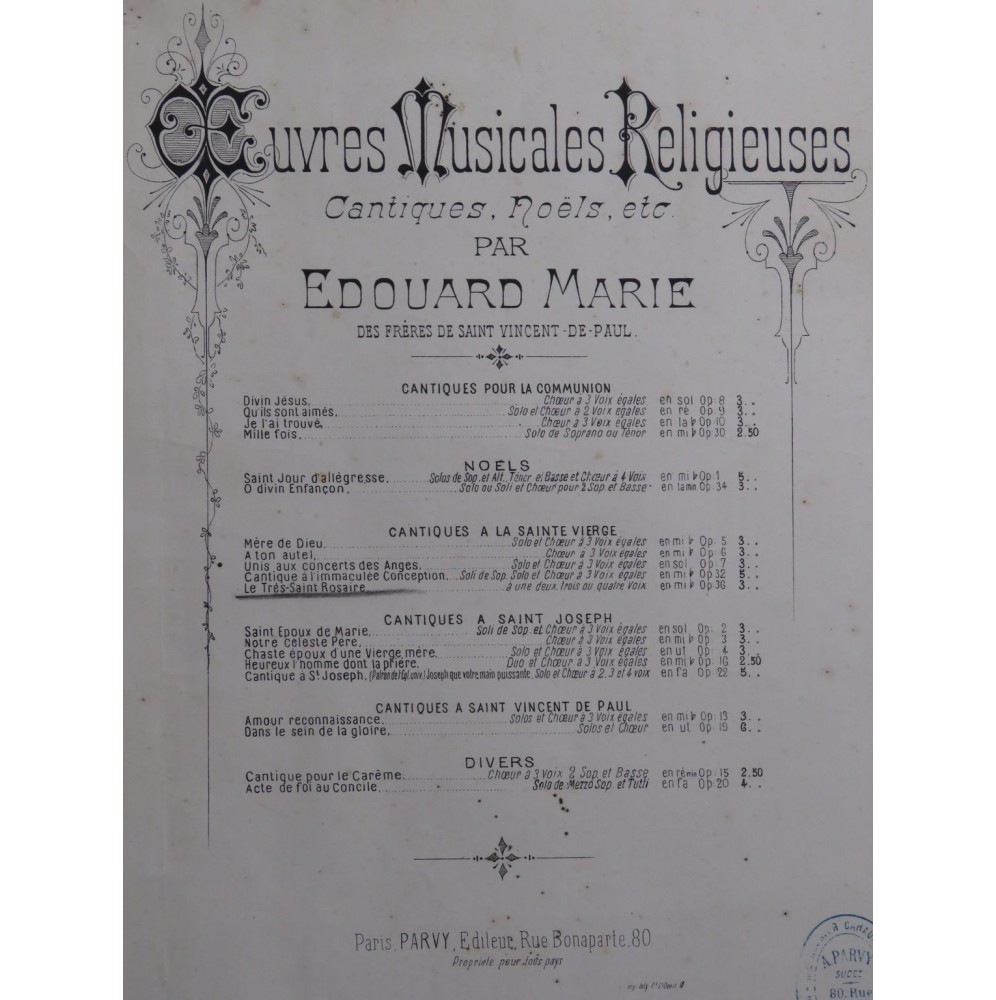 Œuvres Musicales Religieuses
Cantiques, Noëls, etc.
PAR
EDOUARD MARIE
DES FRÈRES DE SAINT VINCENT-DE-PAUL.
CANTIQUES POUR LA COMMUNION
Divin Jésus, Chœur à 3 Voix égales en sol Op: 8 3..
Qu'ils sont aimés, Solo et Chœur à 2 Voix égales en ré Op: 9 3..
Je l'ai trouvé, Chœur à 3 Voix égales en la♭ Op: 10 3..
Mille fois, Solo de Soprano ou Ténor en mi♭ Op: 30 2.50
NOËLS
Saint Jour d'allégresse, Solos de Sop. et Alt., Ténor et Basse et Chœur à 4 Voix en mi♭ Op: 1 5..
O divin Enfançon, Solo ou Soli et Chœur pour 2 Sop. et Basse en la min Op: 34 3..
CANTIQUES A LA SAINTE VIERGE
Mère de Dieu, Solo et Chœur à 3 Voix égales en mi♭ Op: 5 3..
A ton autel, Chœur à 3 Voix égales en mi♭ Op: 6 3..
Unis aux concerts des Anges, Solo et Chœur à 3 Voix égales en sol Op: 7 3..
Cantique à l'immaculée Conception, Soli de Sop. Solo et Chœur à 3 Voix égales en mi♭ Op: 32 5..
Le Très-Saint Rosaire à une deux, trois ou quatre Voix en mi♭ Op: 36 3..
CANTIQUES A SAINT JOSEPH
Saint Epoux de Marie, Soli de Sop. et Chœur à 3 Voix égales en sol Op: 2 3..
Notre Céleste Père, Chœur à 3 Voix égales en mi♭ Op: 3 3..
Chaste époux d'une Vierge mère, Solo et Chœur à 3 Voix égales en ut Op: 4 3..
Heureux l'homme dont la prière, Duo et Chœur à 3 Voix égales en mi♭ Op: 16 2.50
Cantique à St Joseph, (Patron de l'Egl. univ.) Joseph que votre main puissante, Solo et Chœur à 2. 3 et 4 voix en fa Op: 22 5..
CANTIQUES A SAINT VINCENT DE PAUL
Amour reconnaissance, Solos et Chœur à 3 Voix égales en mi♭ Op: 13 3..
Dans le sein de la gloire, Solos et Chœur en ut Op: 19 6..
DIVERS
Cantique pour le Carême, Chœur à 3 Voix 2 Sop. et Basse en ré min Op: 15 2.50
Acte de foi au Concile, Solo de Mezzo Sop. et Tutti en fa Op: 20 4..
Paris, PARVY, Editeur, Rue Bonaparte, 80
Propriété pour tous pays
A. PARVY
SUCCr
80, Rue